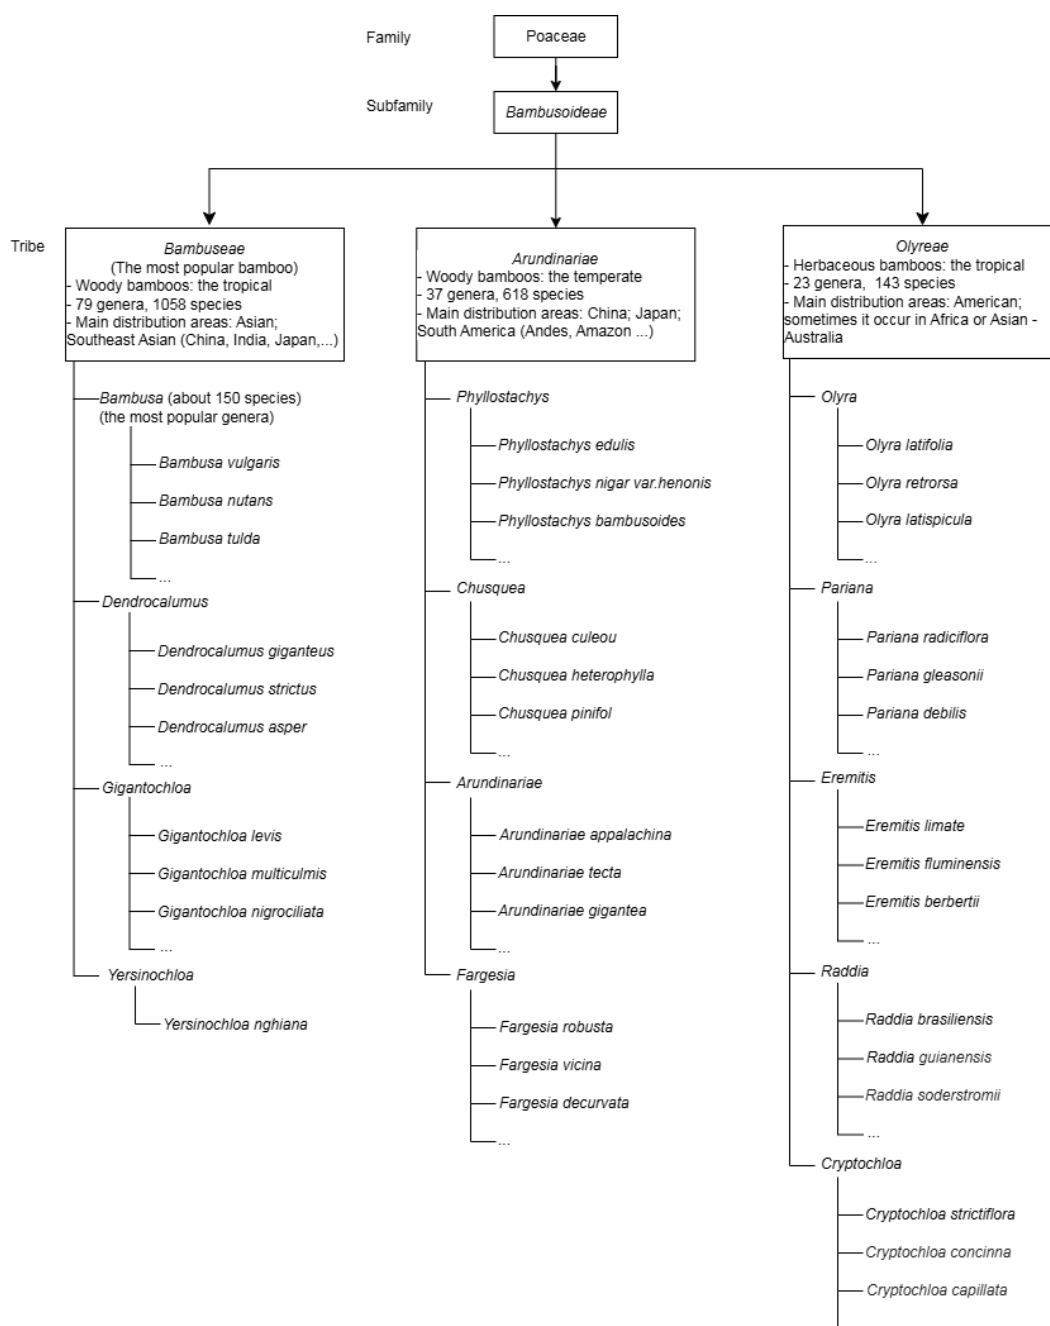 Family
Poaceae
Subfamily
Bambusoideae
Tribe
Bambuseae
(The most popular bamboo)
- Woody bamboos: the tropical
- 79 genera, 1058 species
- Main distribution areas: Asian;
Southeast Asian (China, India, Japan,...)
Bambusa (about 150 species)
(the most popular genera)
Bambusa vulgaris
Bambusa nutans
Bambusa tulda
...
Dendrocalumus
Dendrocalumus giganteus
Dendrocalumus strictus
Dendrocalumus asper
...
Gigantochloa
Gigantochloa levis
Gigantochloa multiculmis
Gigantochloa nigrociliata
...
Yersinochloa
Yersinochloa nghiana
Arundinariae
- Woody bamboos: the temperate
- 37 genera, 618 species
- Main distribution areas: China; Japan;
South America (Andes, Amazon ...)
Phyllostachys
Phyllostachys edulis
Phyllostachys nigar var.henonis
Phyllostachys bambusoides
...
Chusquea
Chusquea culeou
Chusquea heterophylla
Chusquea pinifol
...
Arundinariae
Arundinariae appalachina
Arundinariae tecta
Arundinariae gigantea
...
Fargesia
Fargesia robusta
Fargesia vicina
Fargesia decurvata
...
Olyreae
- Herbaceous bamboos: the tropical
- 23 genera, 143 species
- Main distribution areas: American;
sometimes it occur in Africa or Asian -
Australia
Olyra
Olyra latifolia
Olyra retrorsa
Olyra latispicula
...
Pariana
Pariana radiciflora
Pariana gleasonii
Pariana debilis
...
Eremitis
Eremitis limate
Eremitis fluminensis
Eremitis berbertii
...
Raddia
Raddia brasiliensis
Raddia guianensis
Raddia soderstromii
...
Cryptochloa
Cryptochloa strictiflora
Cryptochloa concinna
Cryptochloa capillata